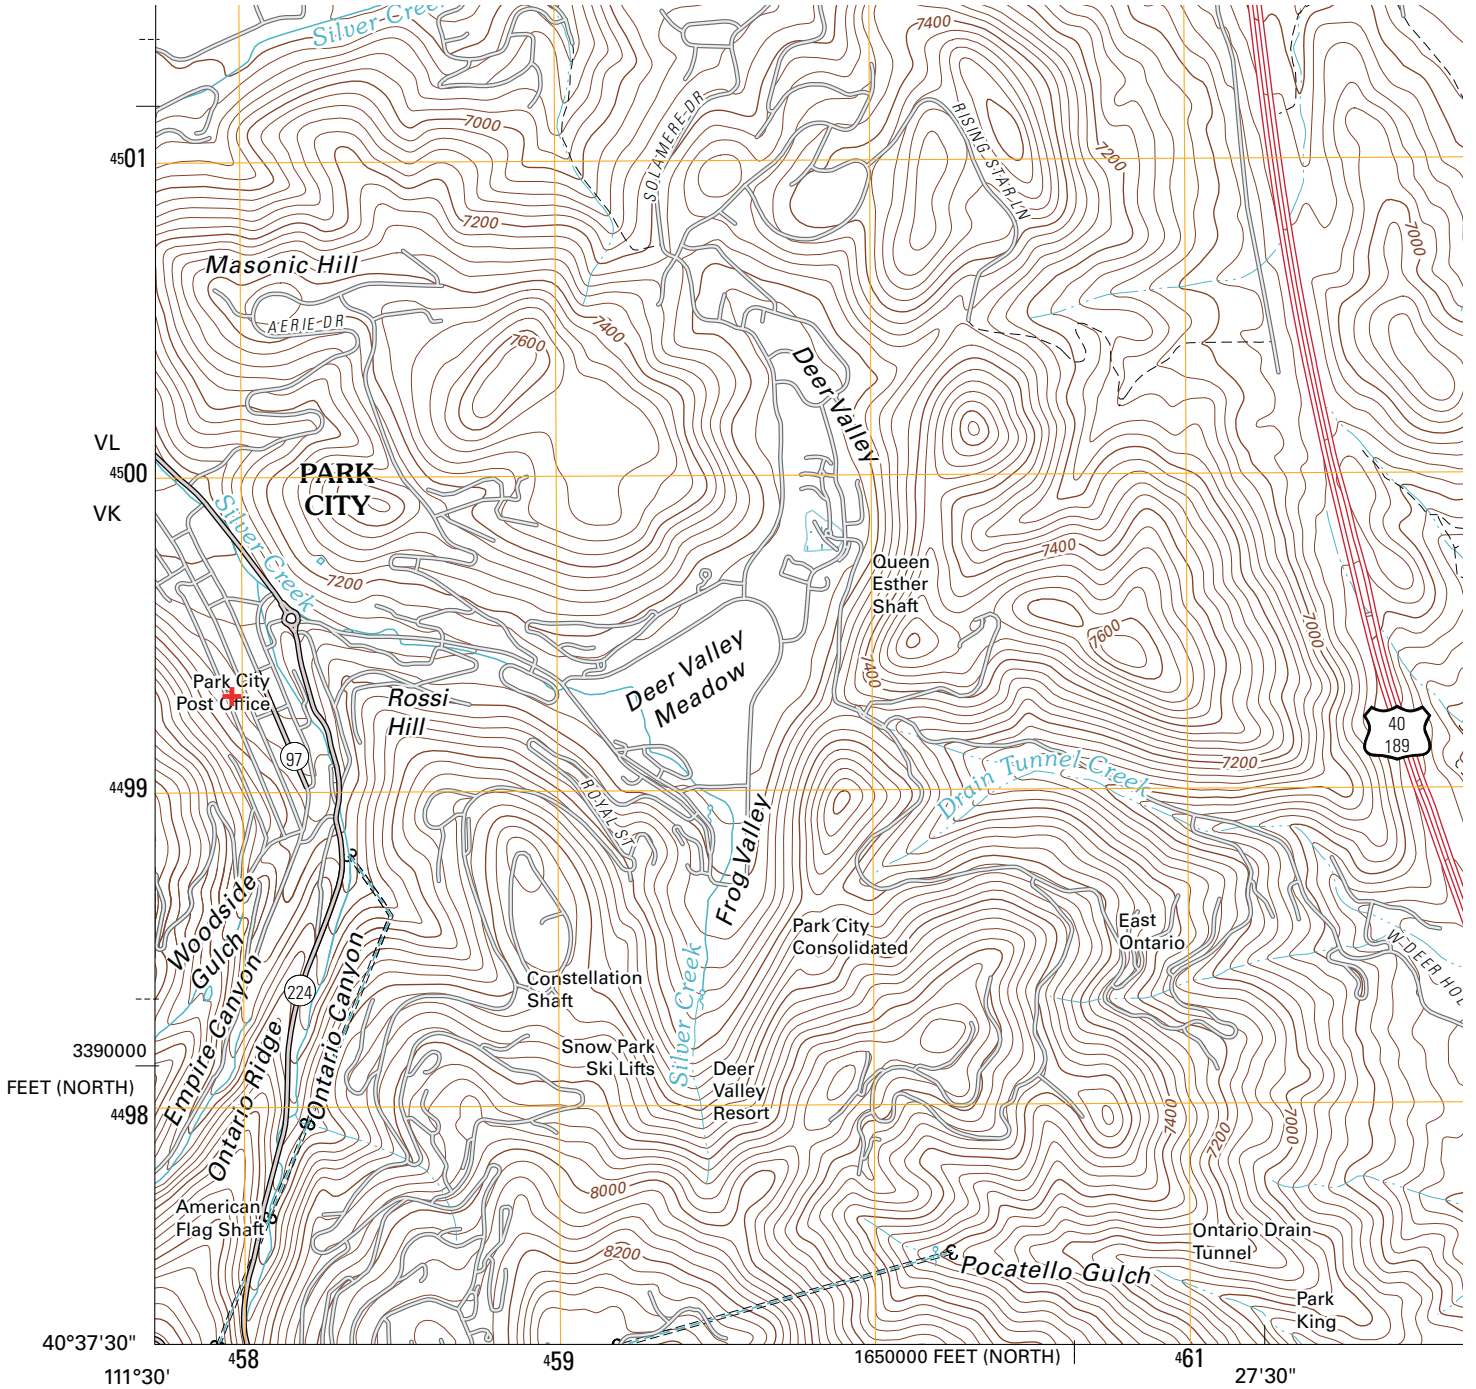 Silver Creek
7400
7000
SOLAMERE DR
RISING STAR LN
4501
7200
7200
7000
Masonic Hill
AERIE DR
7600
7400
Deer Valley
VL
4500
VK
PARK
CITY
Silver Creek
7200
7400
Queen
Esther
Shaft
7000
7600
Deer Valley
Meadow
7400
Park City
Post Office
Rossi
Hill
40
189
97
7200
Drain Tunnel Creek
4499
ROYAL ST
Frog Valley
Woodside
Gulch
Park City
Consolidated
East
Ontario
W DEER HOL
Empire Canyon
224
Ontario Canyon
Constellation
Shaft
Silver Creek
Ontario Ridge
Snow Park
Ski Lifts
Deer
Valley
Resort
3390000
FEET (NORTH)
4498
7400
7200
7000
8000
American
Flag Shaft
8200
Ontario Drain
Tunnel
Pocatello Gulch
Park
King
40°37'30"
111°30'
458
459
1650000 FEET (NORTH)
461
27'30"